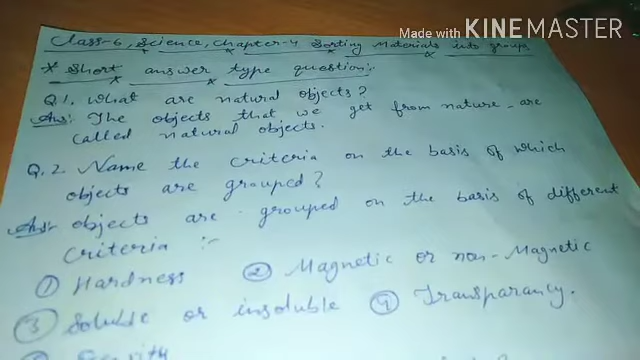 Made with KINEMASTER
Class-6, Science, Chapter-4 Sorting Materials into groups
* Short answer type question:-
Q1. What are natural objects?
Ans:- The objects that we get from nature are
called natural objects.
Q.2. Name the criteria on the basis of which
objects are grouped?
Ans:- objects are grouped on the basis of different
criteria :-
① Hardness ② Magnetic or non-Magnetic
③ Soluble or insoluble ④ Transparancy.